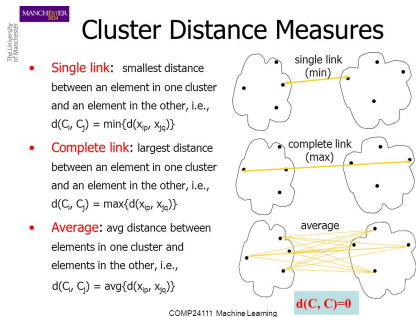 MANCHESTER
1824
The University
of Manchester
Cluster Distance Measures
• Single link: smallest distance
between an element in one cluster
and an element in the other, i.e.,
d(Ci, Cj) = min{d(xip, xjq)}
• Complete link: largest distance
between an element in one cluster
and an element in the other, i.e.,
d(Ci, Cj) = max{d(xip, xjq)}
• Average: avg distance between
elements in one cluster and
elements in the other, i.e.,
d(Ci, Cj) = avg{d(xip, xjq)}
single link
(min)
complete link
(max)
average
d(C, C)=0
COMP24111 Machine Learning